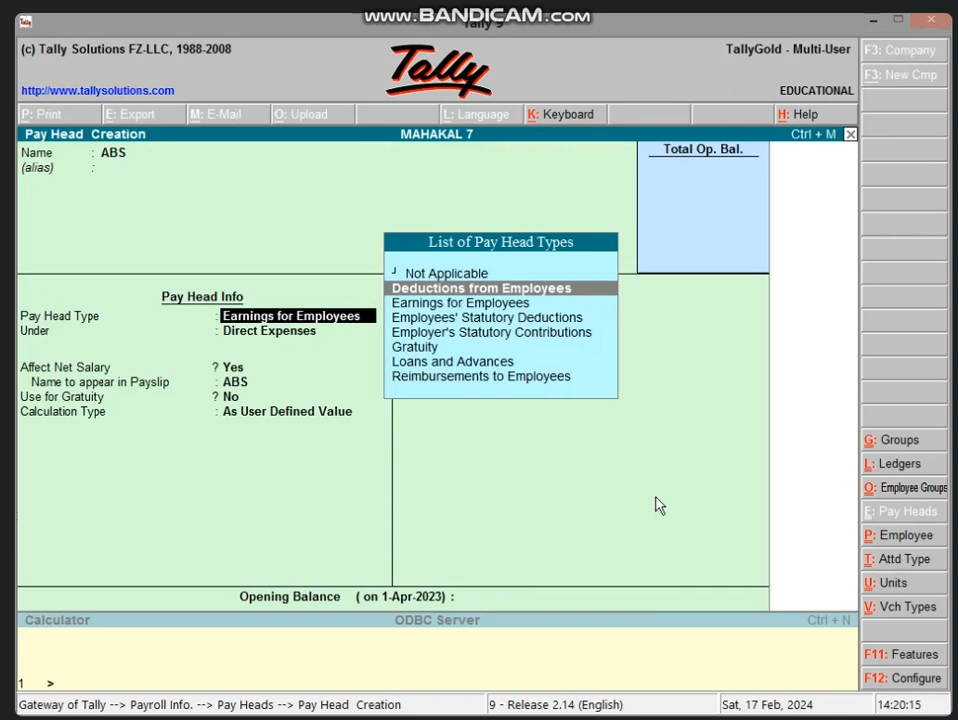 www.BANDICAM.com
Tally 9
(c) Tally Solutions FZ-LLC, 1988-2008
Tally
TallyGold - Multi-User
http://www.tallysolutions.com
EDUCATIONAL
F3: Company
F3: New Cmp
P: Print E: Export M: E-Mail O: Upload L: Language K: Keyboard H: Help
Pay Head Creation MAHAKAL 7 Ctrl + M
Name : ABS
(alias) :
Total Op. Bal.
List of Pay Head Types
Not Applicable
Deductions from Employees
Earnings for Employees
Employees' Statutory Deductions
Employer's Statutory Contributions
Gratuity
Loans and Advances
Reimbursements to Employees
Pay Head Info
Pay Head Type : Earnings for Employees
Under : Direct Expenses
Affect Net Salary ? Yes
Name to appear in Payslip : ABS
Use for Gratuity ? No
Calculation Type : As User Defined Value
Opening Balance ( on 1-Apr-2023) :
G: Groups
L: Ledgers
O: Employee Groups
E: Pay Heads
P: Employee
T: Attd Type
U: Units
V: Vch Types
F11: Features
F12: Configure
Calculator ODBC Server Ctrl + N
1 >
Gateway of Tally --> Payroll Info. --> Pay Heads --> Pay Head Creation 9 - Release 2.14 (English) Sat, 17 Feb, 2024 14:20:15